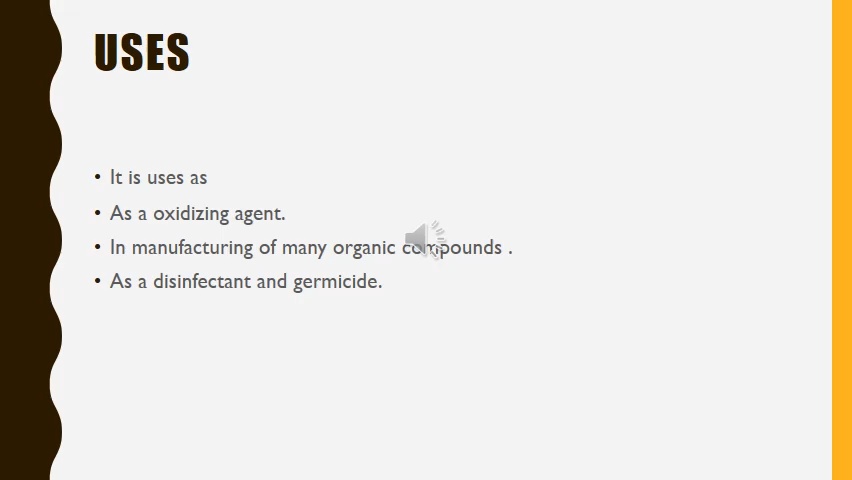 USES
• It is uses as
• As a oxidizing agent.
• In manufacturing of many organic compounds .
• As a disinfectant and germicide.